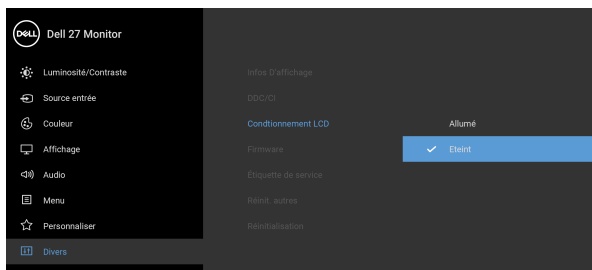 DELL Dell 27 Monitor
Luminosité/Contraste
Source entrée
Couleur
Affichage
Audio
Menu
Personnaliser
Divers
Infos D'affichage
DDC/CI
Condtionnement LCD
Firmware
Étiquette de service
Réinit. autres
Réinitialisation
Allumé
Eteint